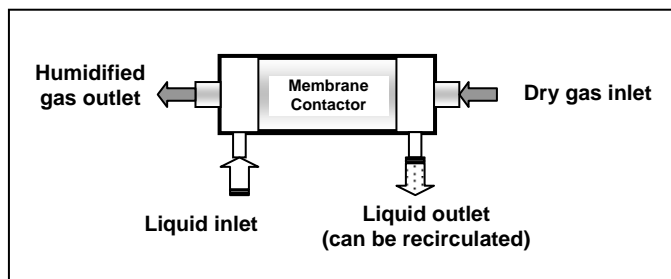 Humidified
gas outlet
Membrane
Contactor
Dry gas inlet
Liquid inlet
Liquid outlet
(can be recirculated)